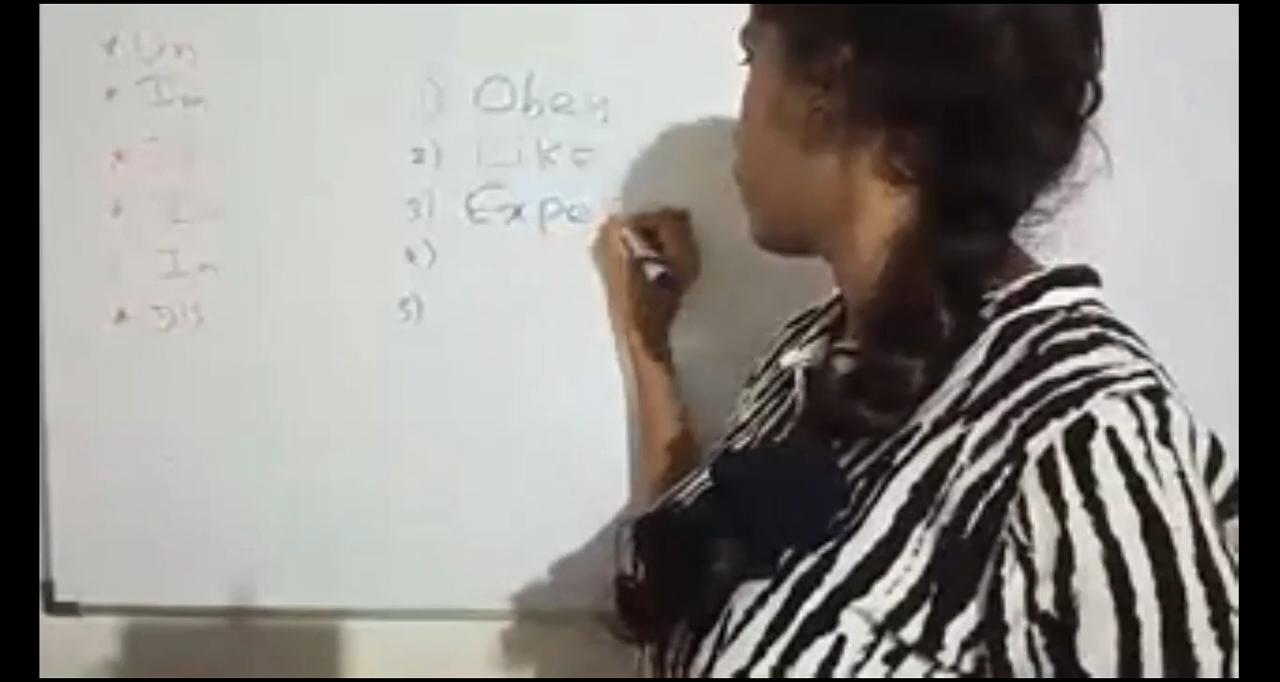 * Un
* Im
* In
* Dis
1) Obey
2) Like
3) Expe
4)
5)